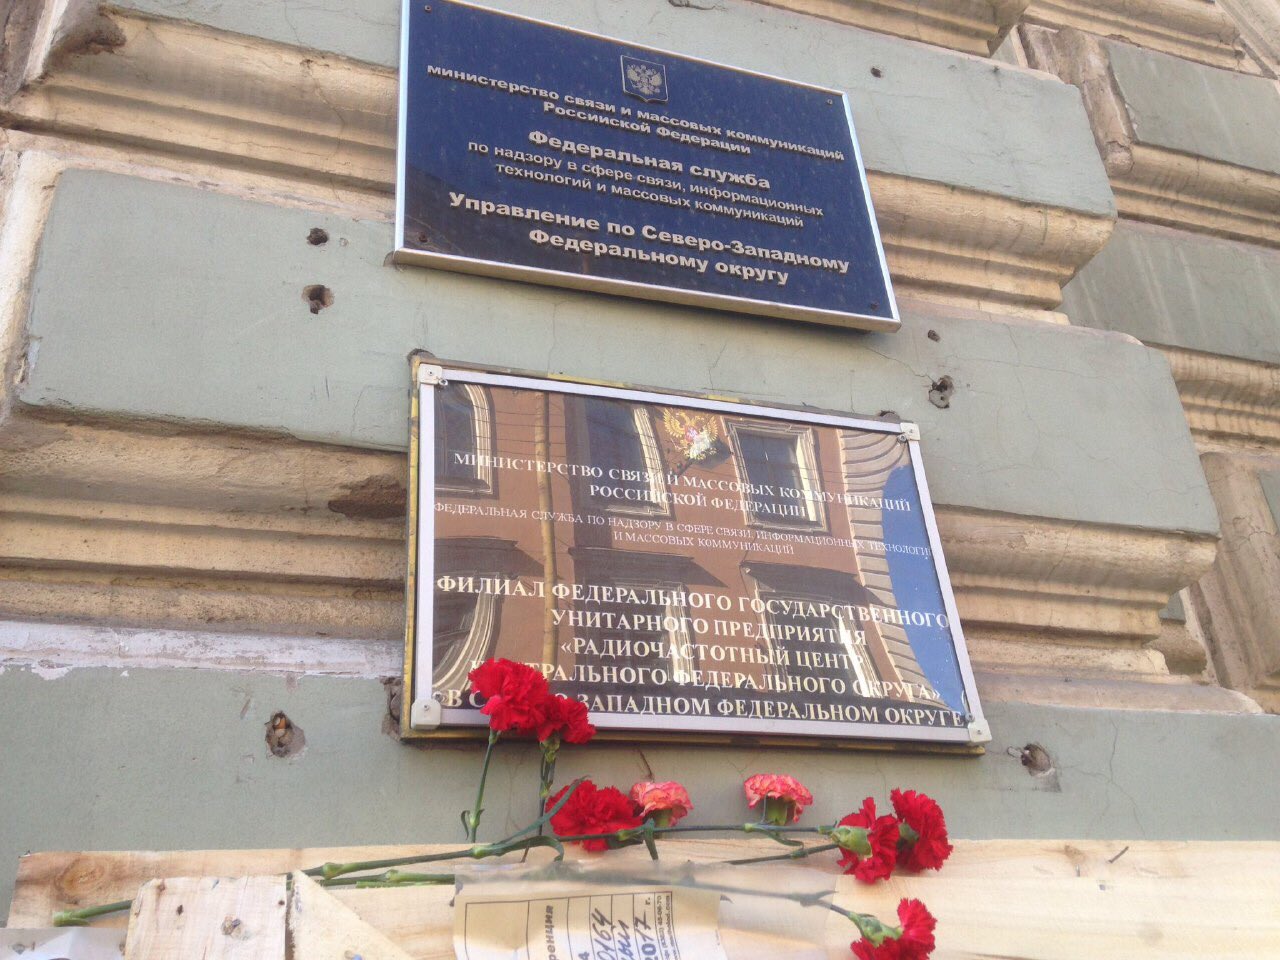 министерство связи и массовых коммуникаций
Российской Федерации
Федеральная служба
по надзору в сфере связи, информационных
технологий и массовых коммуникаций
Управление по Северо-Западному
Федеральному округу
МИНИСТЕРСТВО СВЯЗИ И МАССОВЫХ КОММУНИКАЦИЙ
РОССИЙСКОЙ ФЕДЕРАЦИИ
ФЕДЕРАЛЬНАЯ СЛУЖБА ПО НАДЗОРУ В СФЕРЕ СВЯЗИ, ИНФОРМАЦИОННЫХ
И МАССОВЫХ КОММУНИКАЦИЙ
ФИЛИАЛ ФЕДЕРАЛЬНОГО ГОСУДАРСТВЕННОГО
УНИТАРНОГО ПРЕДПРИЯТИЯ
«РАДИОЧАСТОТНЫЙ ЦЕНТР
ФЕДЕРАЛЬНОГО ОКРУГА»
ЗАПАДНОМ ФЕДЕРАЛЬНОМ ОКРУГЕ
2017 г.